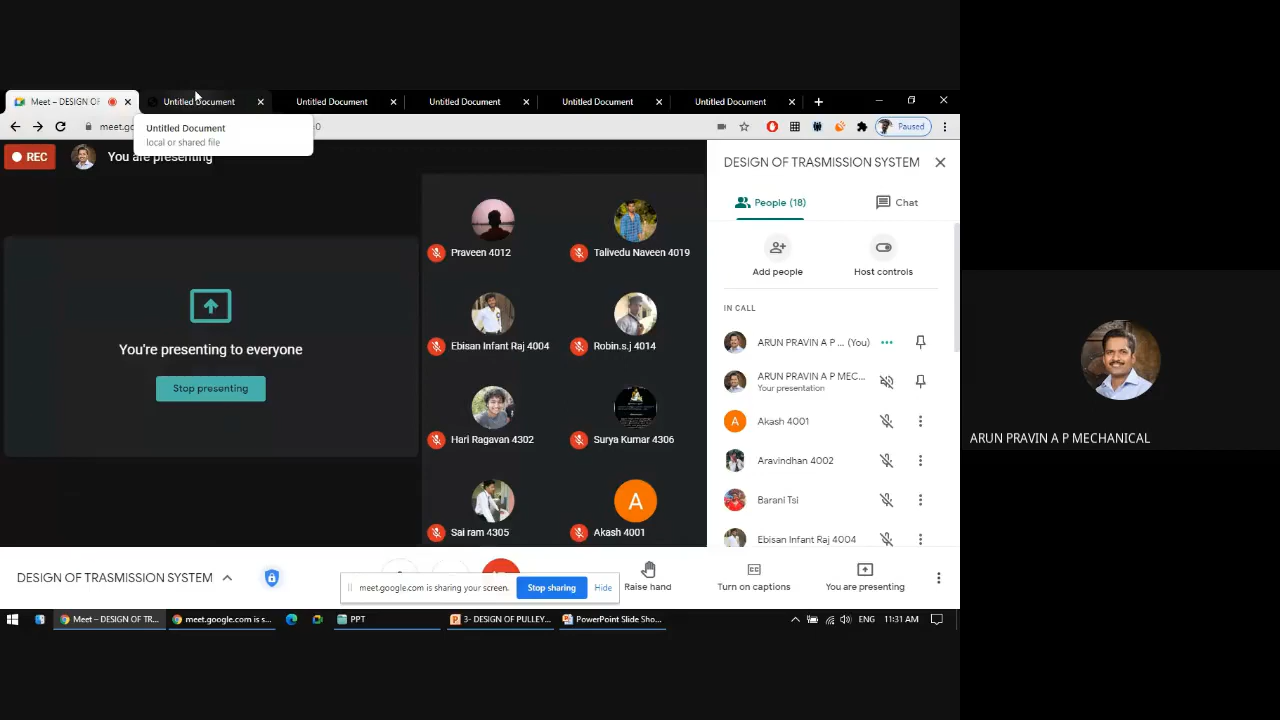 Meet – DESIGN OF
Untitled Document
Untitled Document
Untitled Document
Untitled Document
Untitled Document
meet.go
0
Paused
Untitled Document
local or shared file
REC
You are presenting
DESIGN OF TRASMISSION SYSTEM
People (18)
Chat
Add people
Host controls
IN CALL
ARUN PRAVIN A P ... (You)
ARUN PRAVIN A P MEC...
Your presentation
Akash 4001
Aravindhan 4002
Barani Tsi
Ebisan Infant Raj 4004
You're presenting to everyone
Stop presenting
Praveen 4012
Talivedu Naveen 4019
Ebisan Infant Raj 4004
Robin.s.j 4014
Hari Ragavan 4302
Surya Kumar 4306
Sai ram 4305
A
Akash 4001
A
ARUN PRAVIN A P MECHANICAL
DESIGN OF TRASMISSION SYSTEM
meet.google.com is sharing your screen.
Stop sharing
Hide
Raise hand
Turn on captions
You are presenting
Meet – DESIGN OF TR...
meet.google.com is s...
PPT
3- DESIGN OF PULLEY...
PowerPoint Slide Sho...
ENG
11:31 AM